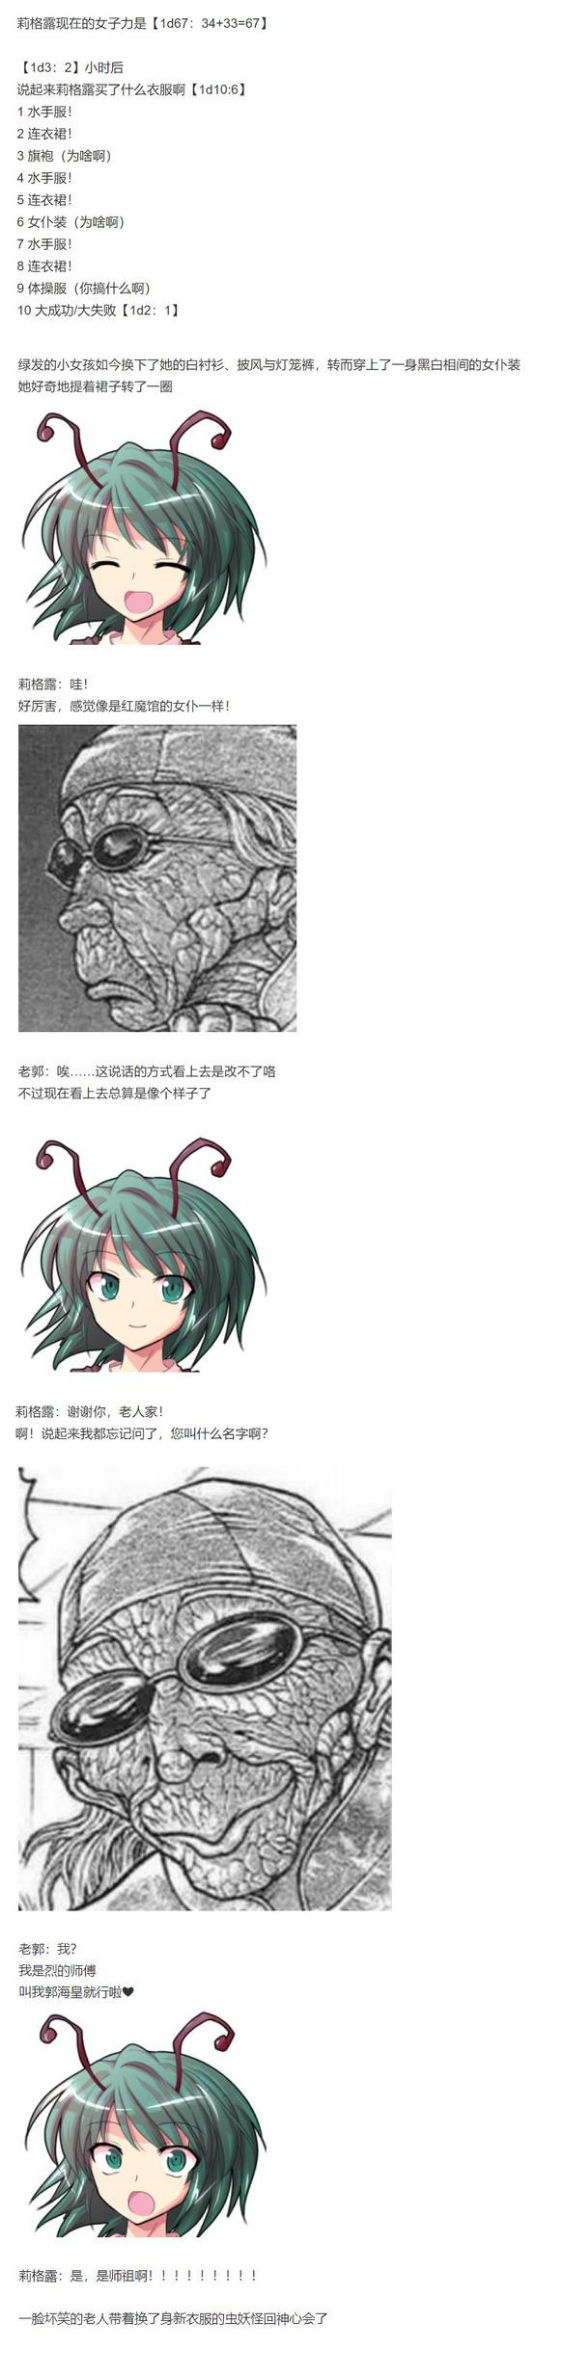 莉格露现在的女子力是【1d67：34+33=67】
【1d3：2】小时后
说起来莉格露买了什么衣服啊【1d10:6】
1 水手服！
2 连衣裙！
3 旗袍（为啥啊）
4 水手服！
5 连衣裙！
6 女仆装（为啥啊）
7 水手服！
8 连衣裙！
9 体操服（你搞什么啊）
10 大成功/大失败【1d2：1】
绿发的小女孩如今换下了她的白衬衫、披风与灯笼裤，转而穿上了一身黑白相间的女仆装
她好奇地提着裙子转了一圈
莉格露：哇！
好厉害，感觉像是红魔馆的女仆一样！
老郭：唉……这说话的方式看上去是改不了咯
不过现在看上去总算是像个样子了
莉格露：谢谢你，老人家！
啊！说起来我都忘记问了，您叫什么名字啊？
老郭：我？
我是烈的师傅
叫我郭海皇就行啦♥
莉格露：是，是师祖啊！！！！！！！！！
一脸坏笑的老人带着换了身新衣服的虫妖怪回神心会了